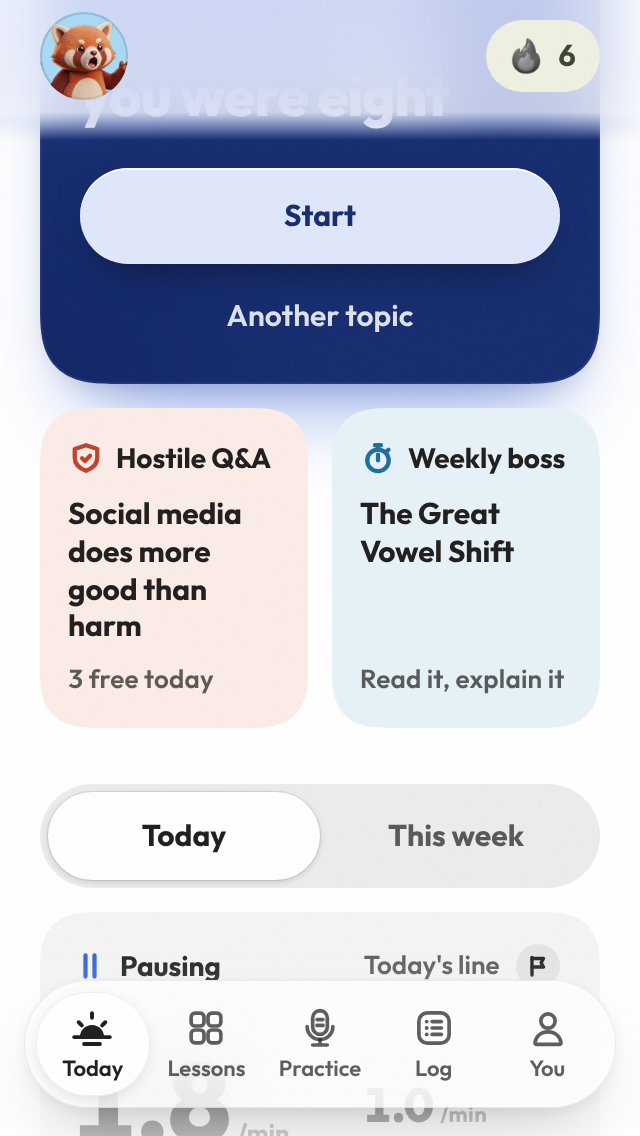 6
you were eight
Start
Another topic
Hostile Q&A
Social media
does more
good than
harm
3 free today
Weekly boss
The Great
Vowel Shift
Read it, explain it
Today
This week
Pausing
Today's line
1.8 /min
1.0 /min
Today
Lessons
Practice
Log
You